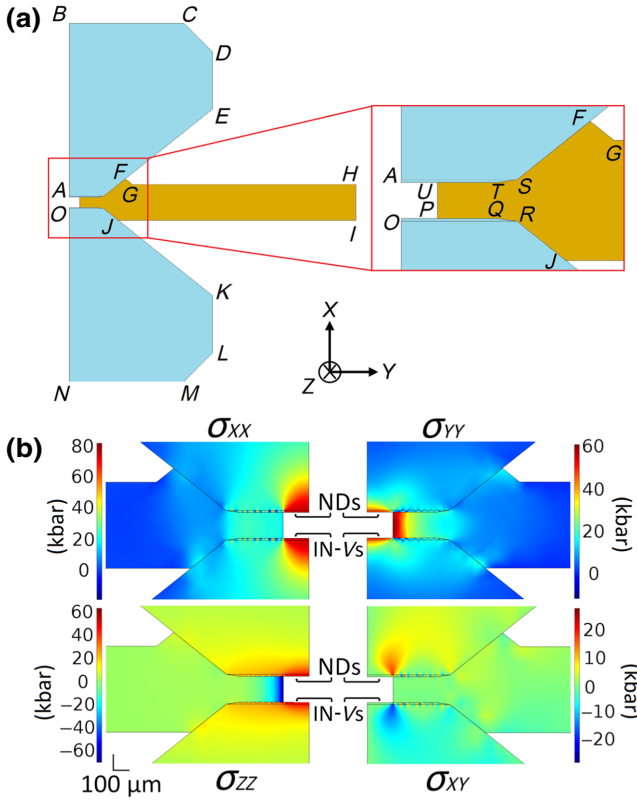 (a)
B C
D
E
F
A H
G
O J I
K
L
N M
X
Y
Z
F
G
A U T S
P Q R
O
J
(b)
σXX σYY
80
60
40
20
0
(kbar)
60
40
20
0
(kbar)
NDs
IN-Vs
60
40
20
0
−20
−40
−60
(kbar)
20
10
0
−10
−20
(kbar)
NDs
IN-Vs
100 μm
σZZ σXY